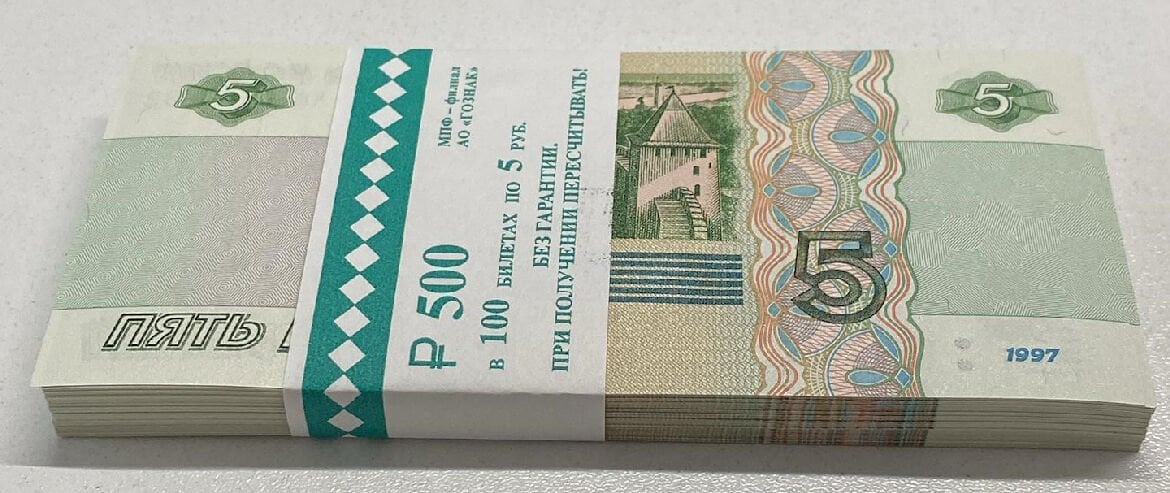 5
ПЯТЬ
МПФ – филиал
АО «ГОЗНАК»
₽ 500
в 100 БИЛЕТАХ ПО 5 РУБ.
БЕЗ ГАРАНТИИ.
ПРИ ПОЛУЧЕНИИ ПЕРЕСЧИТЫВАТЬ!
5
5
1997